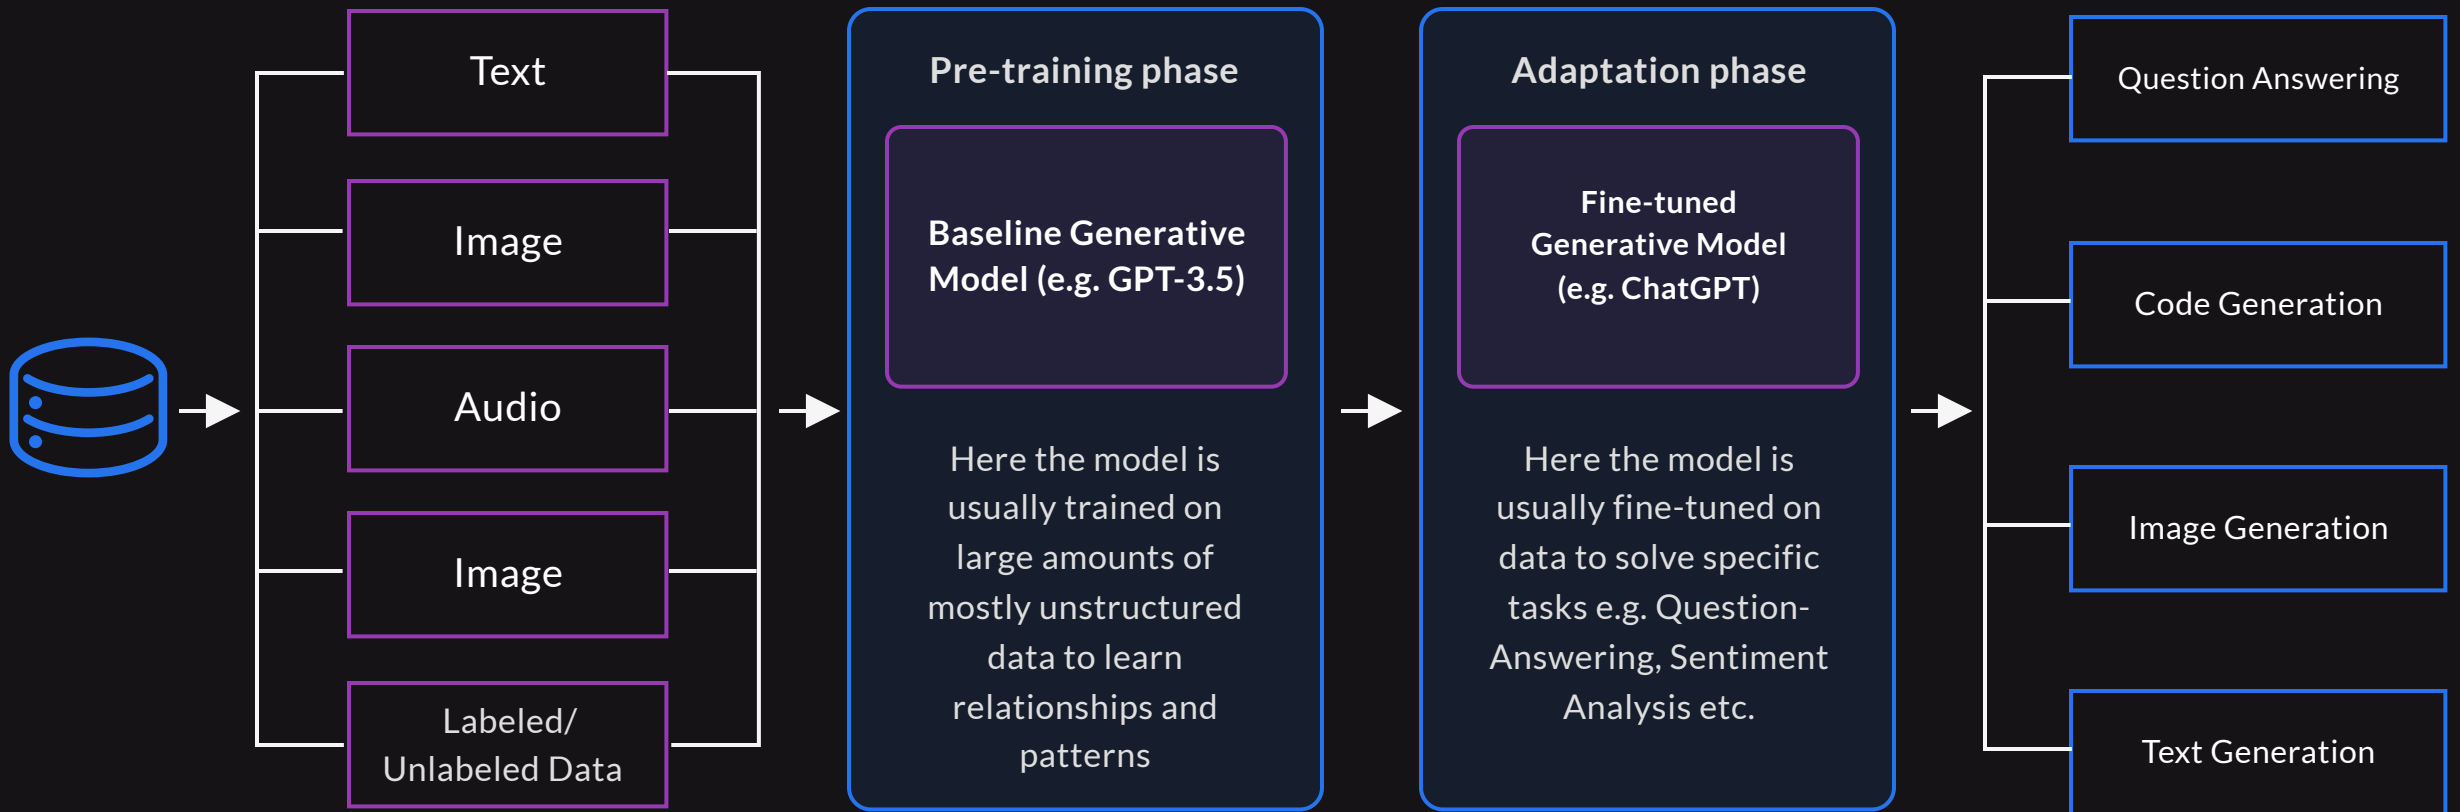 Text
Image
Audio
Image
Labeled/
Unlabeled Data
Pre-training phase
Baseline Generative
Model (e.g. GPT-3.5)
Here the model is
usually trained on
large amounts of
mostly unstructured
data to learn
relationships and
patterns
Adaptation phase
Fine-tuned
Generative Model
(e.g. ChatGPT)
Here the model is
usually fine-tuned on
data to solve specific
tasks e.g. Question-
Answering, Sentiment
Analysis etc.
Question Answering
Code Generation
Image Generation
Text Generation